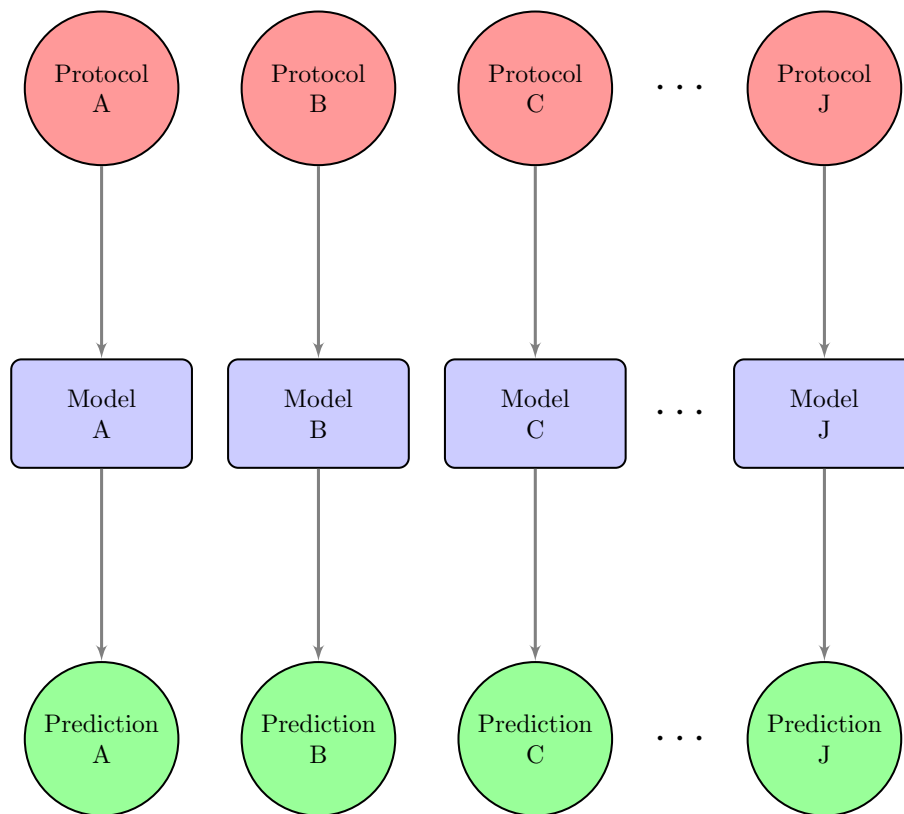 Protocol
A
Protocol
B
Protocol
C
. . .
Protocol
J
Model
A
Model
B
Model
C
. . .
Model
J
Prediction
A
Prediction
B
Prediction
C
. . .
Prediction
J